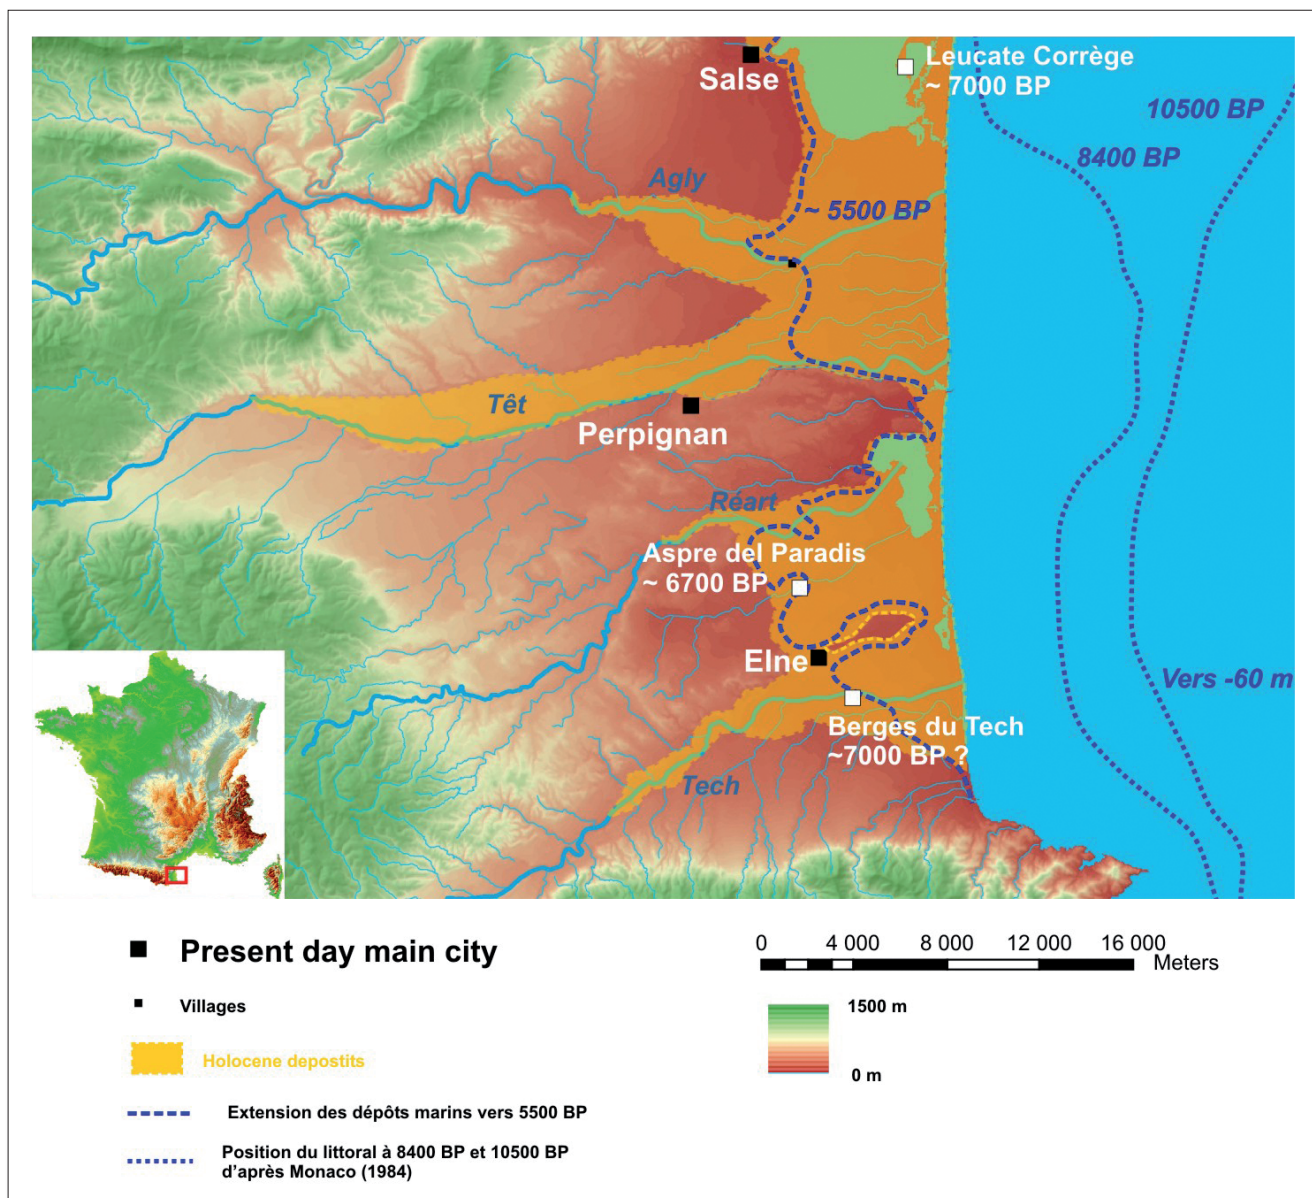 Salse
Leucate Corrège
~ 7000 BP
10500 BP
8400 BP
Agly
~ 5500 BP
Têt
Perpignan
Réart
Aspre del Paradis
~ 6700 BP
Elne
Vers -60 m
Berges du Tech
~7000 BP ?
Tech
Present day main city
Villages
Holocene depostits
Extension des dépôts marins vers 5500 BP
Position du littoral à 8400 BP et 10500 BP
d'après Monaco (1984)
0 4 000 8 000 12 000 16 000
Meters
1500 m
0 m